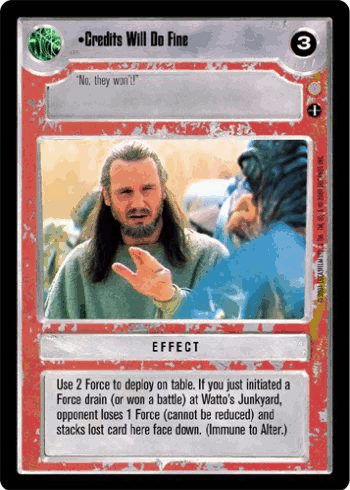 •Credits Will Do Fine
3
"No, they won't!"
EFFECT
Use 2 Force to deploy on table. If you just initiated a
Force drain (or won a battle) at Watto's Junkyard,
opponent loses 1 Force (cannot be reduced) and
stacks lost card here face down. (Immune to Alter.)